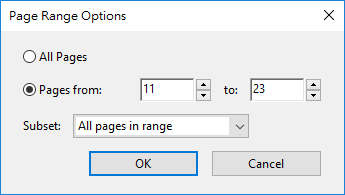 Page Range Options
All Pages
Pages from: 11 to: 23
Subset: All pages in range
OK Cancel